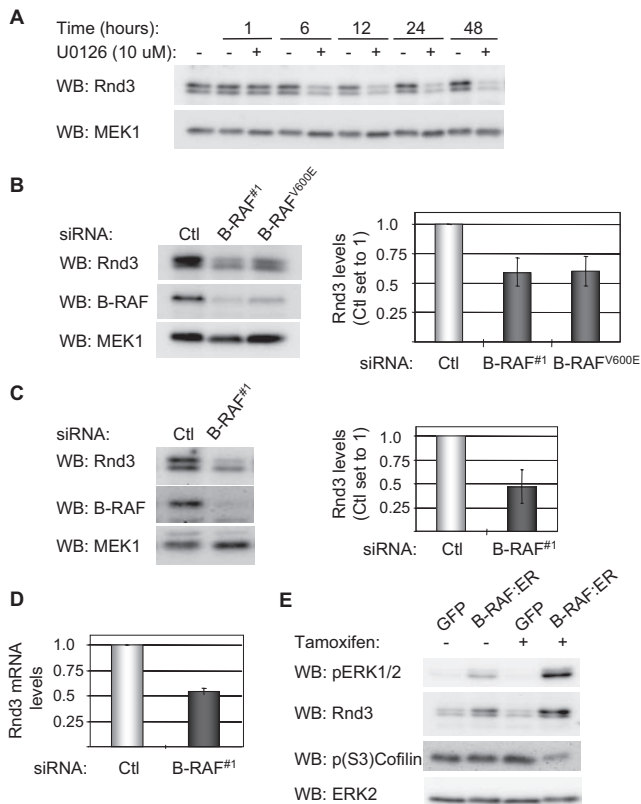 A
Time (hours): 1 6 12 24 48
U0126 (10 uM): - - + - + - + - + - +
WB: Rnd3
WB: MEK1
B
siRNA: Ctl B-RAF#1 B-RAFV600E
WB: Rnd3
WB: B-RAF
WB: MEK1
Rnd3 levels
(Ctl set to 1)
1.0
0.75
0.5
0.25
siRNA: Ctl B-RAF#1 B-RAFV600E
C
siRNA: Ctl B-RAF#1
WB: Rnd3
WB: B-RAF
WB: MEK1
Rnd3 levels
(Ctl set to 1)
1.0
0.75
0.5
0.25
siRNA: Ctl B-RAF#1
D
Rnd3 mRNA
levels
1.0
0.75
0.5
0.25
siRNA: Ctl B-RAF#1
E
GFP B-RAF:ER GFP B-RAF:ER
Tamoxifen: - - + +
WB: pERK1/2
WB: Rnd3
WB: p(S3)Cofilin
WB: ERK2